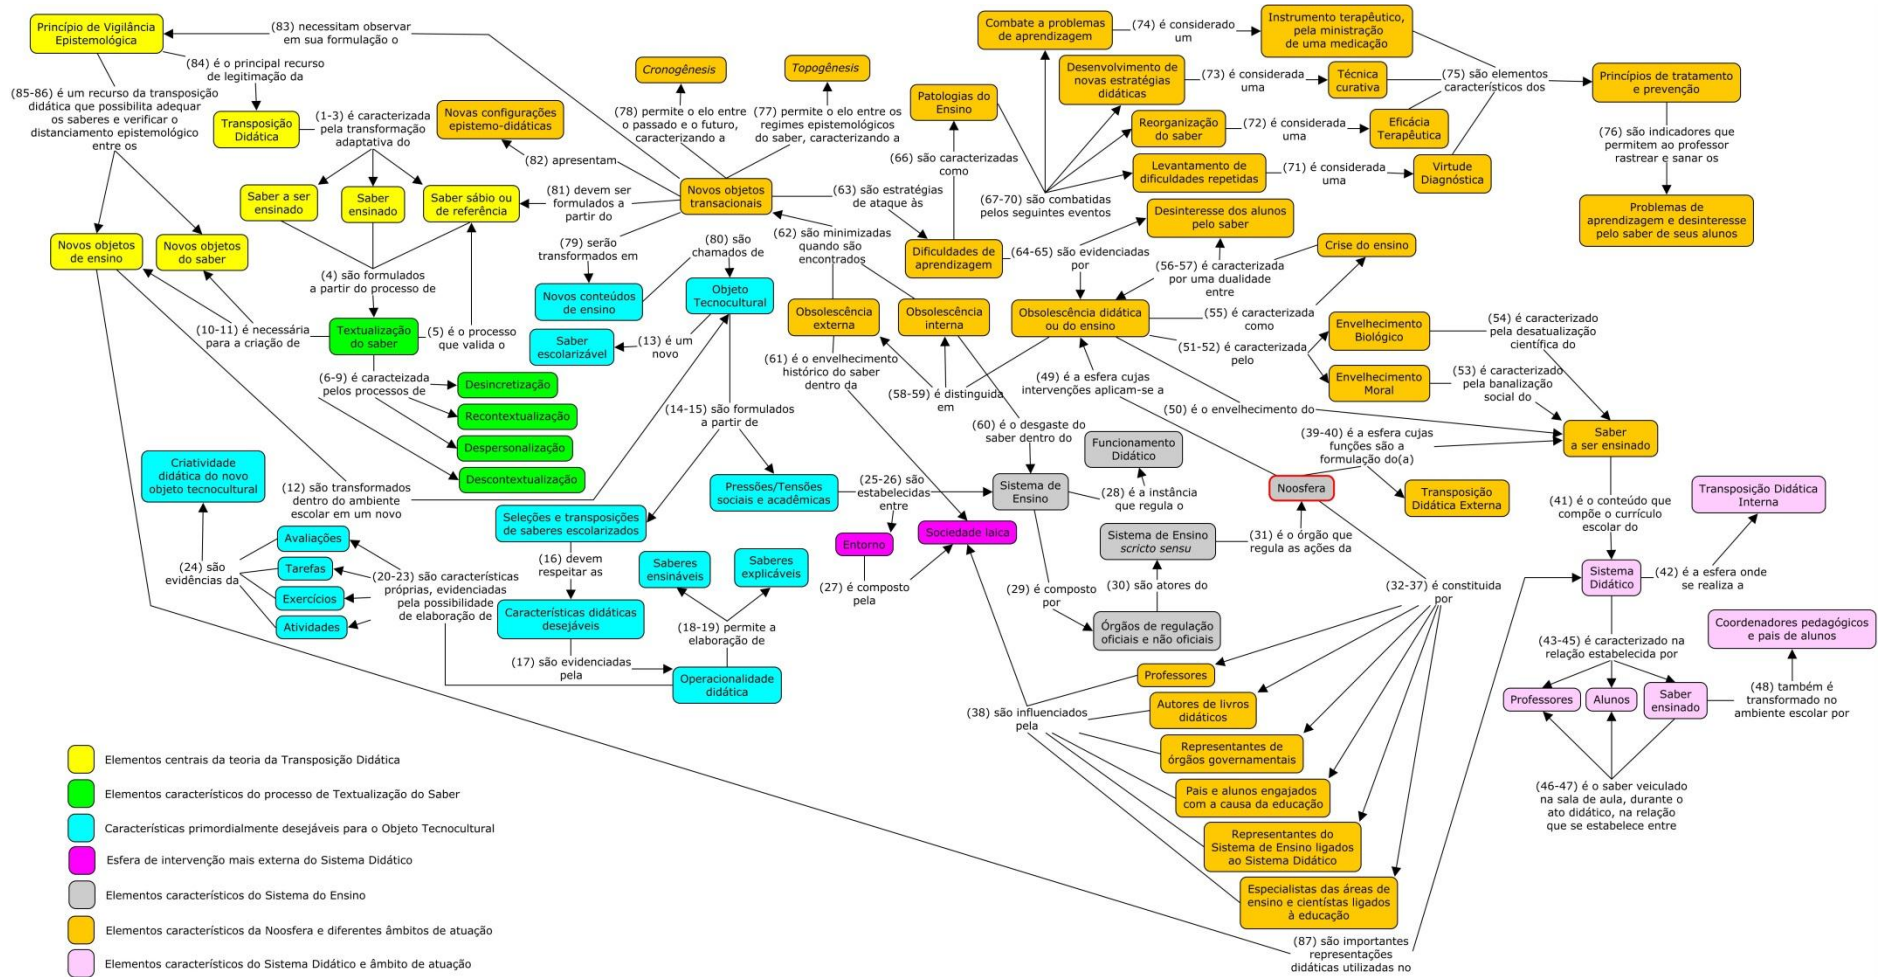 Princípio de Vigilância
Epistemológica
(83) necessitam observar
em sua formulação o
(84) é o principal recurso
de legitimação da
(85-86) é um recurso da transposição
didática que possibilita adequar
os saberes e verificar o
distanciamento epistemológico
entre os
Transposição
Didática
(1-3) é caracterizada
pela transformação
adaptativa do
Saber a ser
ensinado
Saber
ensinado
Saber sábio ou
de referência
Novos objetos
de ensino
Novos objetos
do saber
(4) são formulados
a partir do processo de
(10-11) é necessária
para a criação de
Textualização
do saber
(5) é o processo
que valida o
(6-9) é caracteizada
pelos processos de
Desincretização
Recontextualização
Despersonalização
Descontextualização
(12) são transformados
dentro do ambiente
escolar em um novo
Novas configurações
epistemo-didáticas
(82) apresentam
Cronogênesis
Topogênesis
(78) permite o elo entre
o passado e o futuro,
caracterizando a
(77) permite o elo entre os
regimes epistemológicos
do saber, caracterizando a
Novos objetos
transacionais
(81) devem ser
formulados a
partir do
(63) são estratégias
de ataque às
(79) serão
transformados em
(80) são
chamados de
(62) são minimizadas
quando são
encontrados
Novos conteúdos
de ensino
Objeto
Tecnocultural
Saber
escolarizável
(13) é um
novo
(14-15) são formulados
a partir de
Criatividade
didática do novo
objeto tecnocultural
(24) são
evidências da
Avaliações
Tarefas
Exercícios
Atividades
(20-23) são características
próprias, evidenciadas
pela possibilidade
de elaboração de
Seleções e transposições
de saberes escolarizados
(16) devem
respeitar as
Características didáticas
desejáveis
(17) são evidenciadas
pela
Operacionalidade
didática
(18-19) permite a
elaboração de
Saberes
ensináveis
Saberes
explicáveis
Pressões/Tensões
sociais e acadêmicas
(25-26) são
estabelecidas
entre
Entorno
(27) é composto
pela
Sociedade laica
Sistema de
Ensino
(28) é a instância
que regula o
Funcionamento
Didático
(29) é composto
por
Órgãos de regulação
oficiais e não oficiais
(30) são atores do
Sistema de Ensino
scricto sensu
(31) é o órgão que
regula as ações da
Noosfera
Combate a problemas
de aprendizagem
(74) é considerado
um
Instrumento terapêutico,
pela ministração
de uma medicação
Desenvolvimento de
novas estratégias
didáticas
(73) é considerada
uma
Técnica
curativa
(75) são elementos
característicos dos
Princípios de tratamento
e prevenção
Patologias do
Ensino
Reorganização
do saber
(72) é considerada
uma
Eficácia
Terapêutica
Levantamento de
dificuldades repetidas
(71) é considerada
uma
Virtude
Diagnóstica
(76) são indicadores que
permitem ao professor
rastrear e sanar os
Problemas de
aprendizagem e desinteresse
pelo saber de seus alunos
(66) são caracterizadas
como
(67-70) são combatidas
pelos seguintes eventos
Dificuldades de
aprendizagem
(64-65) são evidenciadas
por
Desinteresse dos alunos
pelo saber
Crise do ensino
(56-57) é caracterizada
por uma dualidade
entre
(55) é caracterizada
como
Obsolescência
externa
Obsolescência
interna
Obsolescência didática
ou do ensino
(51-52) é caracterizada
pelo
Envelhecimento
Biológico
(54) é caracterizado
pela desatualização
científica do
Envelhecimento
Moral
(53) é caracterizado
pela banalização
social do
(61) é o envelhecimento
histórico do saber
dentro da
(58-59) é distinguida
em
(49) é a esfera cujas
intervenções aplicam-se a
(50) é o envelhecimento do
(60) é o desgaste do
saber dentro do
(39-40) é a esfera cujas
funções são a
formulação do(a)
Saber
a ser ensinado
Transposição
Didática Externa
(41) é o conteúdo que
compõe o currículo
escolar do
Transposição Didática
Interna
Sistema
Didático
(42) é a esfera onde
se realiza a
(43-45) é caracterizado na
relação estabelecida por
Coordenadores pedagógicos
e pais de alunos
Professores
Alunos
Saber
ensinado
(48) também é
transformado no
ambiente escolar por
(46-47) é o saber veiculado
na sala de aula, durante o
ato didático, na relação
que se estabelece entre
(32-37) é constituida
por
Professores
Autores de livros
didáticos
(38) são influenciados
pela
Representantes de
órgãos governamentais
Pais e alunos engajados
com a causa da educação
Representantes do
Sistema de Ensino ligados
ao Sistema Didático
Especialistas das áreas de
ensino e cientístas ligados
à educação
(87) são importantes
representações
didáticas utilizadas no
Elementos centrais da teoria da Transposição Didática
Elementos característicos do processo de Textualização do Saber
Características primordialmente desejáveis para o Objeto Tecnocultural
Esfera de intervenção mais externa do Sistema Didático
Elementos característicos do Sistema do Ensino
Elementos característicos da Noosfera e diferentes âmbitos de atuação
Elementos característicos do Sistema Didático e âmbito de atuação